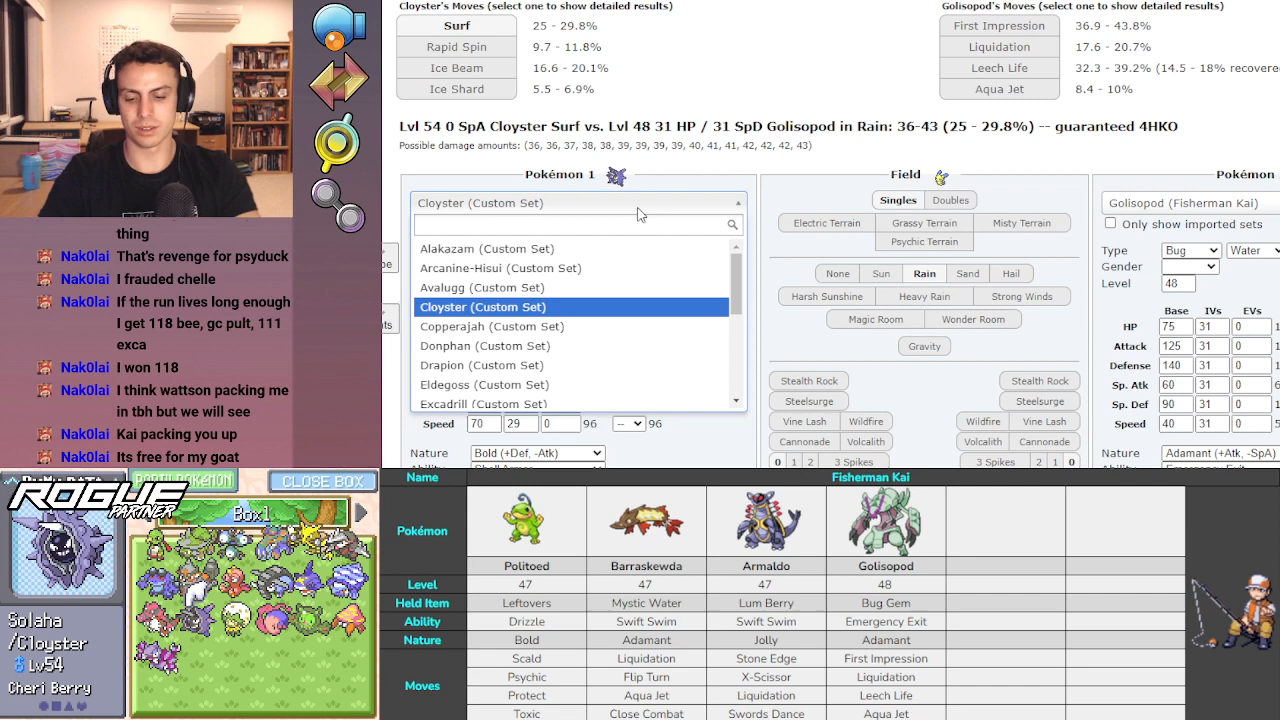 Cloyster's Moves (select one to show detailed results)
Surf 25 - 29.8%
Rapid Spin 9.7 - 11.8%
Ice Beam 16.6 - 20.1%
Ice Shard 5.5 - 6.9%
Golisopod's Moves (select one to show detailed results)
First Impression 36.9 - 43.8%
Liquidation 17.6 - 20.7%
Leech Life 32.3 - 39.2% (14.5 - 18% recovere
Aqua Jet 8.4 - 10%
Lvl 54 0 SpA Cloyster Surf vs. Lvl 48 31 HP / 31 SpD Golisopod in Rain: 36-43 (25 - 29.8%) -- guaranteed 4HKO
Possible damage amounts: (36, 36, 37, 38, 38, 39, 39, 39, 39, 40, 41, 41, 42, 42, 42, 43)
Pokémon 1
Cloyster (Custom Set)
Alakazam (Custom Set)
Arcanine-Hisui (Custom Set)
Avalugg (Custom Set)
Cloyster (Custom Set)
Copperajah (Custom Set)
Donphan (Custom Set)
Drapion (Custom Set)
Eldegoss (Custom Set)
Excadrill (Custom Set)
Speed 70 29 0 96 -- 96
Nature Bold (+Def, -Atk)
Field
Singles Doubles
Electric Terrain Grassy Terrain Misty Terrain
Psychic Terrain
None Sun Rain Sand Hail
Harsh Sunshine Heavy Rain Strong Winds
Magic Room Wonder Room
Gravity
Stealth Rock Stealth Rock
Steelsurge Steelsurge
Vine Leah Wildfire Wildfire Vine Leah
Cannonade Volcalith Volcalith Cannonade
0 1 2 3 Spikes 3 Spikes 2 1 0
Pokémon
Golisopod (Fisherman Kai)
Only show imported sets
Type Bug Water
Gender
Level 48
Base IVs EVs
HP 75 31 0
Attack 125 31 0
Defense 140 31 0
Sp. Atk 60 31 0
Sp. Def 90 31 0
Speed 40 31 0
Nature Adamant (+Atk, -SpA)
thing
Nak0lai That's revenge for psyduck
Nak0lai I frauded chelle
Nak0lai If the run lives long enough
I get 118 bee, gc pult, 111
exca
Nak0lai I won 118
Nak0lai I think wattson packing me
in tbh but we will see
Nak0lai Kai packing you up
Nak0lai Its free for my goat
PARTY POKéMON
CLOSE BOX
ROGUE
PARTNER
Box1
Solaha
/Cloyster
♂ Lv54
Cheri Berry
Name Fisherman Kai
Pokémon
Politoed Barraskewda Armaldo Golisopod
Level 47 47 47 48
Held Item Leftovers Mystic Water Lum Berry Bug Gem
Ability Drizzle Swift Swim Swift Swim Emergency Exit
Nature Bold Adamant Jolly Adamant
Moves
Scald Liquidation Stone Edge First Impression
Psychic Flip Turn X-Scissor Liquidation
Protect Aqua Jet Liquidation Leech Life
Toxic Close Combat Swords Dance Aqua Jet